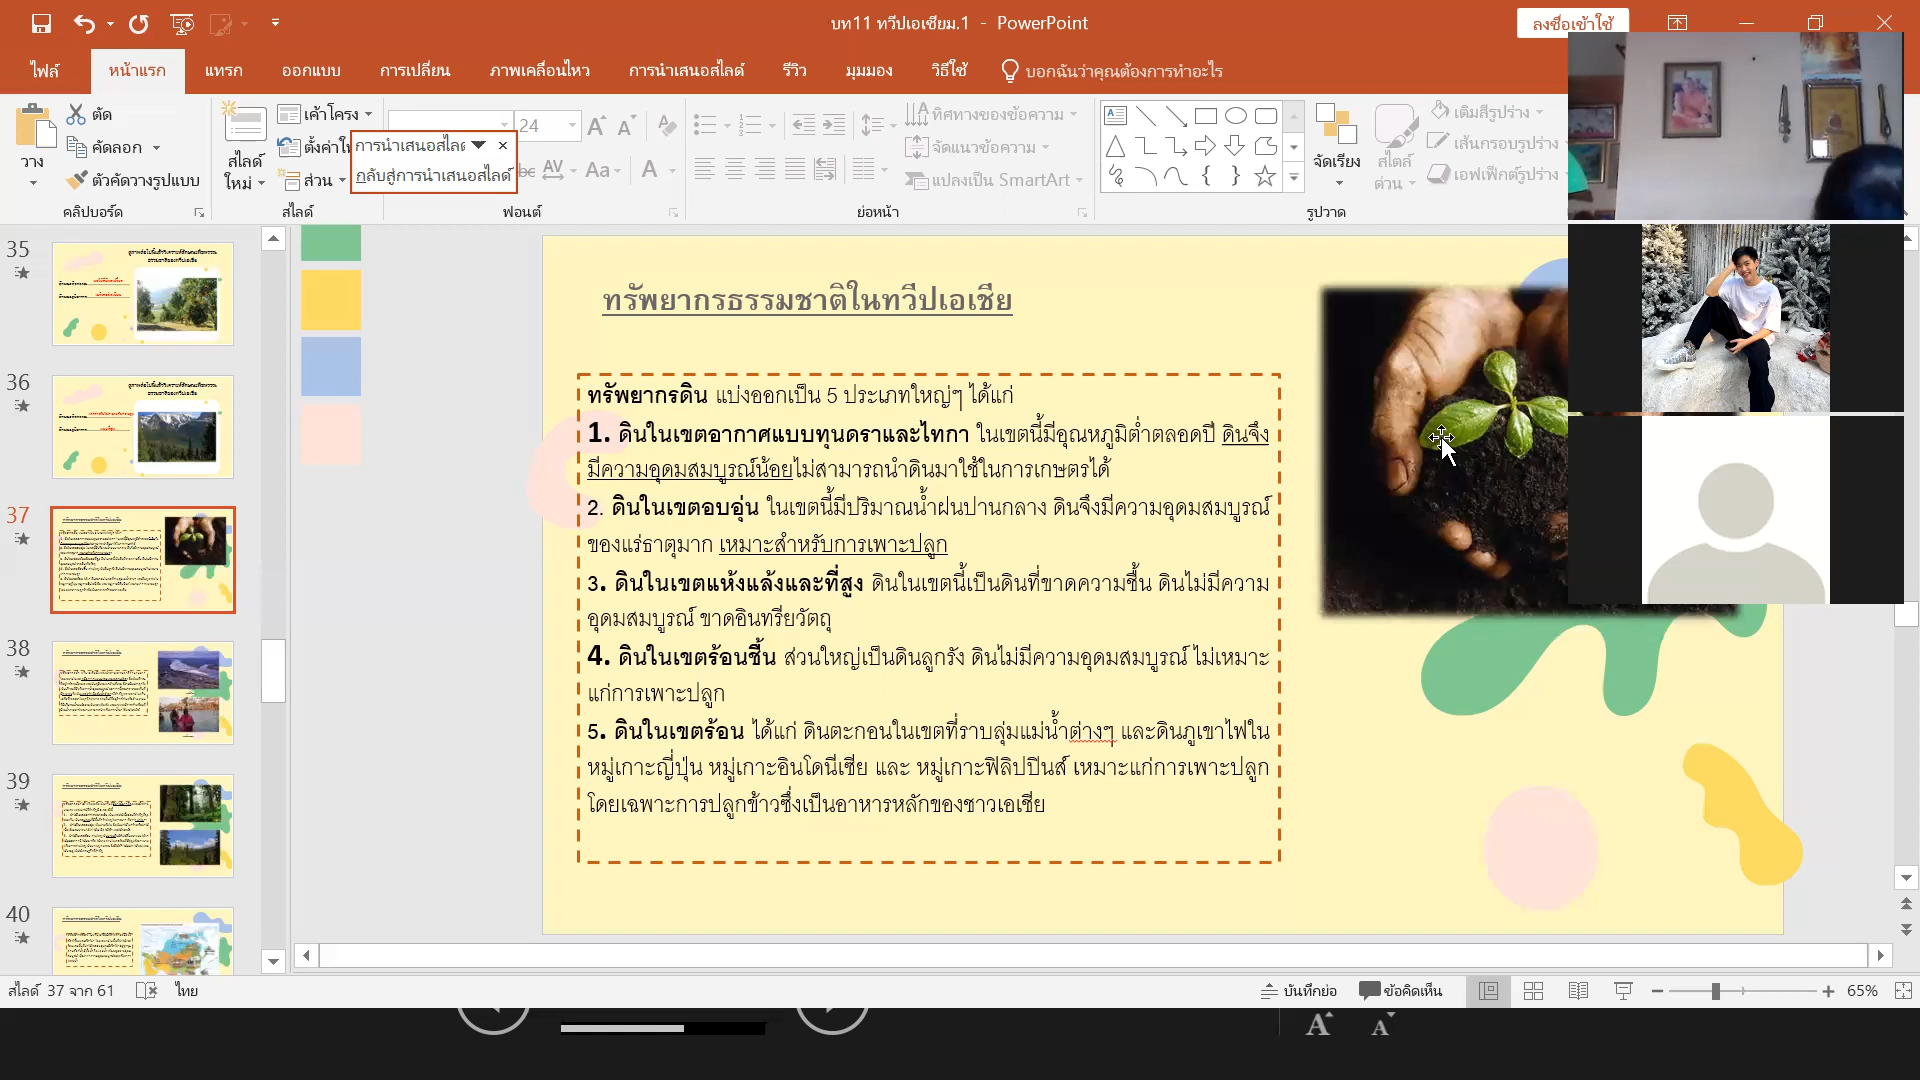 บท11 ทวีปเอเซียม.1 - PowerPoint
ลงชื่อเข้าใช้
ไฟล์ หน้าแรก แทรก ออกแบบ การเปลี่ยน ภาพเคลื่อนไหว การนำเสนอสไลด์ รีวิว มุมมอง วิธีใช้ บอกฉันว่าคุณต้องการทำอะไร
วาง
ตัด
คัดลอก
ตัวคัดวางรูปแบบ
คลิปบอร์ด
สไลด์
ใหม่
เค้าโครง
ส่วน
สไลด์
กลับสู่การนำเสนอสไลด์
24
abc AV Aa A
ฟอนต์
ทิศทางของข้อความ
จัดแนวข้อความ
แปลงเป็น SmartArt
ย่อหน้า
จัดเรียง
สไตล์
ด่วน
เติมสีรูปร่าง
เส้นกรอบรูปร่าง
เอฟเฟ็กต์รูปร่าง
รูปวาด
35
36
37
38
39
40
ทรัพยากรธรรมชาติในทวีปเอเชีย
ทรัพยากรดิน แบ่งออกเป็น 5 ประเภทใหญ่ๆ ได้แก่
1. ดินในเขตอากาศแบบทุนดราและไทกา ในเขตนี้มีอุณหภูมิต่ำตลอดปี ดินจึง
มีความอุดมสมบูรณ์น้อยไม่สามารถนำดินมาใช้ในการเกษตรได้
2. ดินในเขตอบอุ่น ในเขตนี้มีปริมาณน้ำฝนปานกลาง ดินจึงมีความอุดมสมบูรณ์
ของแร่ธาตุมาก เหมาะสำหรับการเพาะปลูก
3. ดินในเขตแห้งแล้งและที่สูง ดินในเขตนี้เป็นดินที่ขาดความชื้น ดินไม่มีความ
อุดมสมบูรณ์ ขาดอินทรี่ยวัตถุ
4. ดินในเขตร้อนชื้น ส่วนใหญ่เป็นดินลูกรัง ดินไม่มีความอุดมสมบูรณ์ ไม่เหมาะ
แก่การเพาะปลูก
5. ดินในเขตร้อน ได้แก่ ดินตะกอนในเขตที่ราบลุ่มแม่น้ำต่างๆ และดินภูเขาไฟใน
หมู่เกาะญี่ปุ่น หมู่เกาะอินโดนีเซีย และ หมู่เกาะฟิลิปปินส์ เหมาะแก่การเพาะปลูก
โดยเฉพาะการปลูกข้าวซึ่งเป็นอาหารหลักของชาวเอเชีย
สไลด์ 37 จาก 61 ไทย
บันทึกย่อ ข้อคิดเห็น 65%